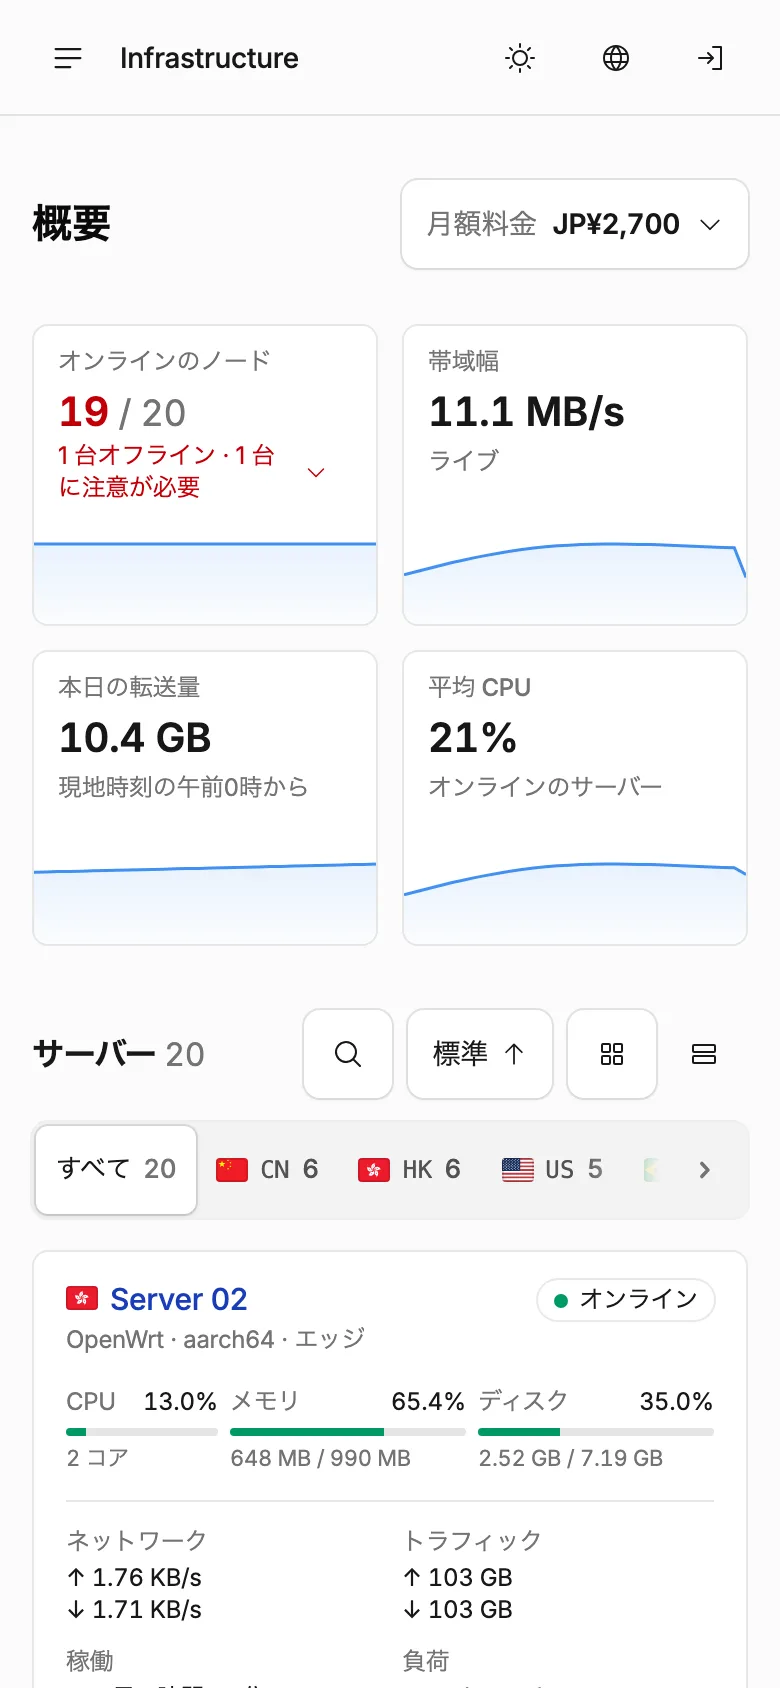 Infrastructure
概要
月額料金 JP¥2,700
オンラインのノード
19 / 20
1 台オフライン · 1 台
に注意が必要
帯域幅
11.1 MB/s
ライブ
本日の転送量
10.4 GB
現地時刻の午前0時から
平均 CPU
21%
オンラインのサーバー
サーバー 20
標準 ↑
すべて 20
CN 6
HK 6
US 5
Server 02
オンライン
OpenWrt · aarch64 · エッジ
CPU 13.0%
メモリ 65.4%
ディスク 35.0%
2 コア
648 MB / 990 MB
2.52 GB / 7.19 GB
ネットワーク
↑ 1.76 KB/s
↓ 1.71 KB/s
トラフィック
↑ 103 GB
↓ 103 GB
稼働
負荷